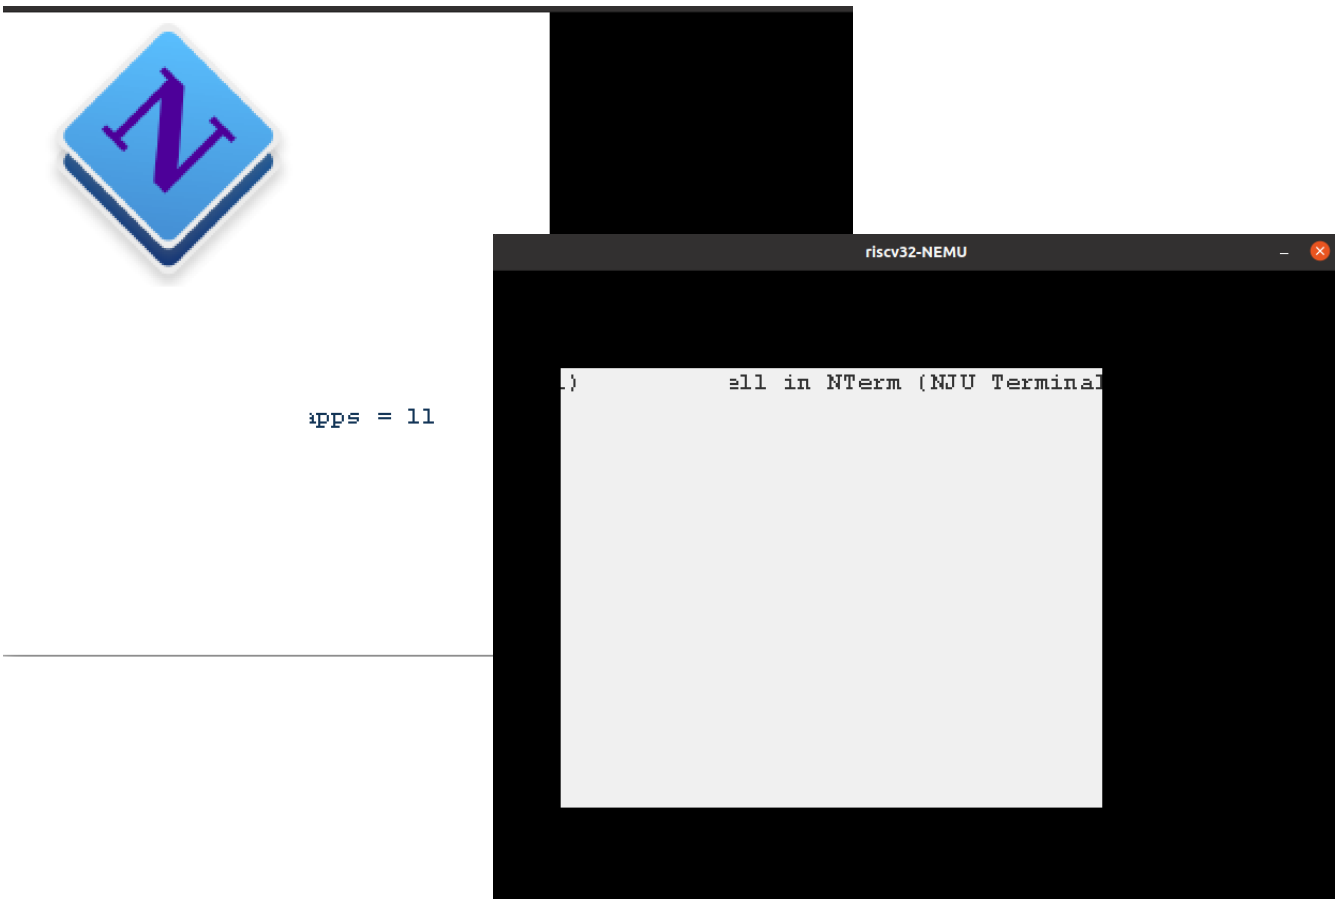 N
riscv32-NEMU
) ell in NTerm (NJU Terminal
apps = 11